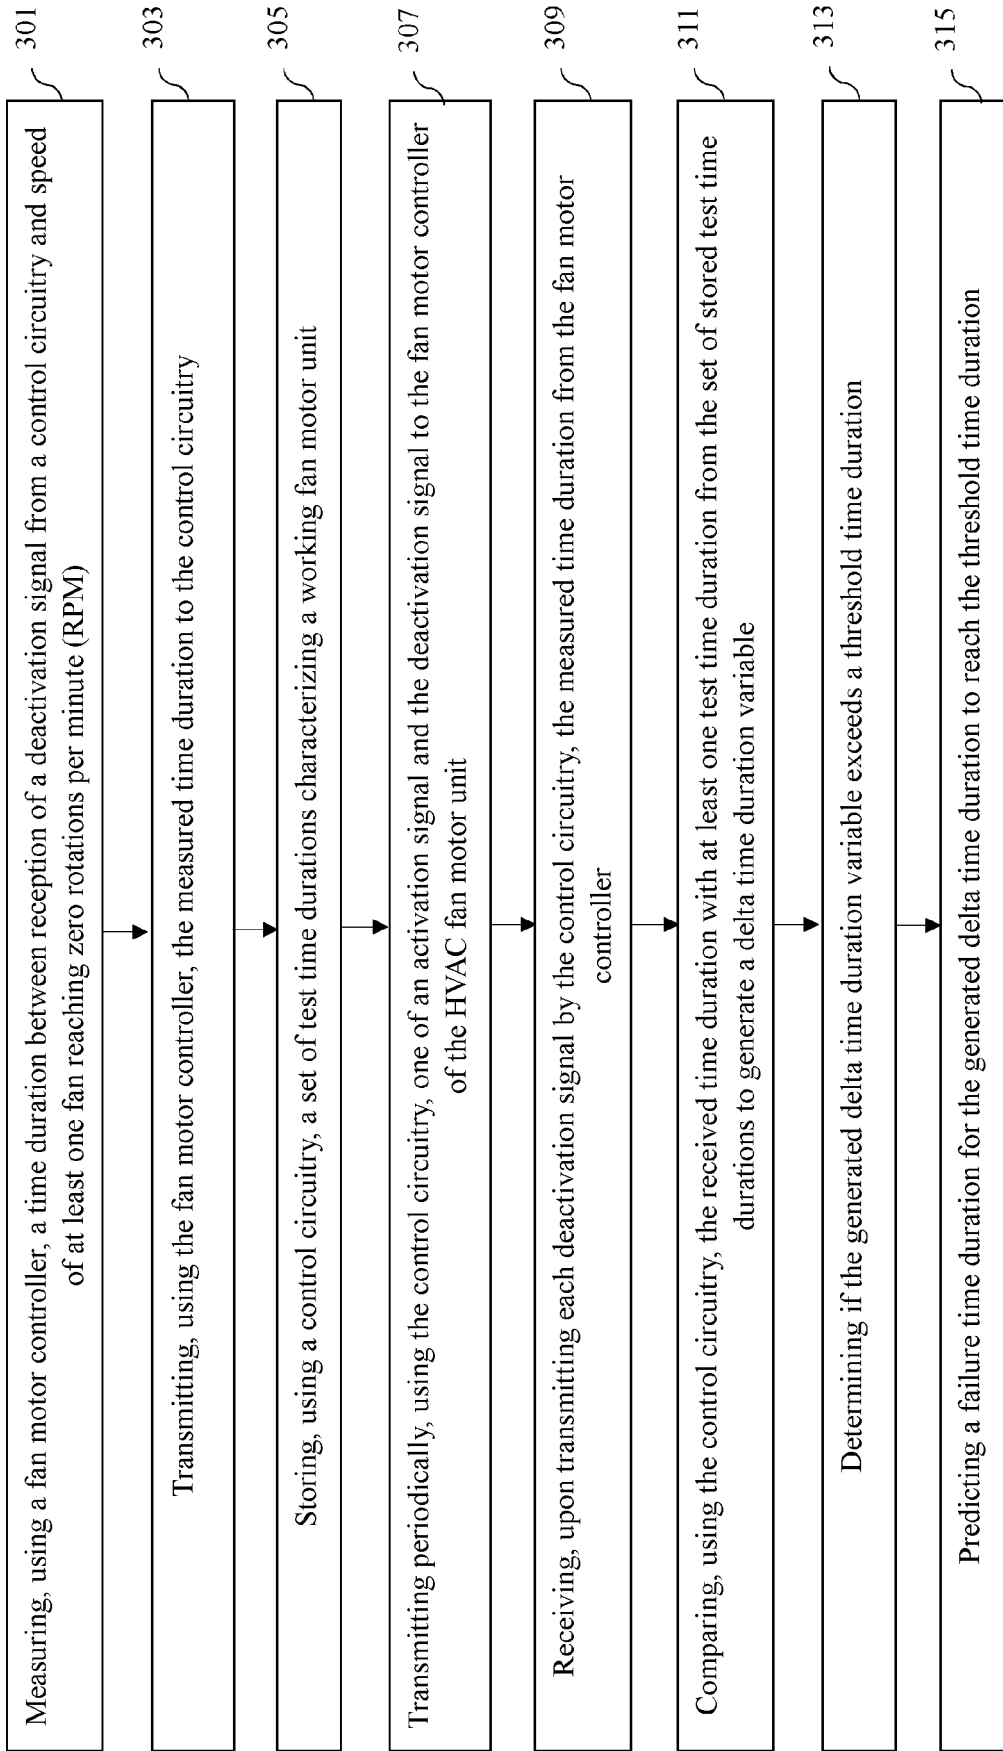 Measuring, using a fan motor controller, a time duration between reception of a deactivation signal from a control circuitry and speed
of at least one fan reaching zero rotations per minute (RPM)
301
Transmitting, using the fan motor controller, the measured time duration to the control circuitry
303
Storing, using a control circuitry, a set of test time durations characterizing a working fan motor unit
305
Transmitting periodically, using the control circuitry, one of an activation signal and the deactivation signal to the fan motor controller
of the HVAC fan motor unit
307
Receiving, upon transmitting each deactivation signal by the control circuitry, the measured time duration from the fan motor
controller
309
Comparing, using the control circuitry, the received time duration with at least one test time duration from the set of stored test time
durations to generate a delta time duration variable
311
Determining if the generated delta time duration variable exceeds a threshold time duration
313
Predicting a failure time duration for the generated delta time duration to reach the threshold time duration
315